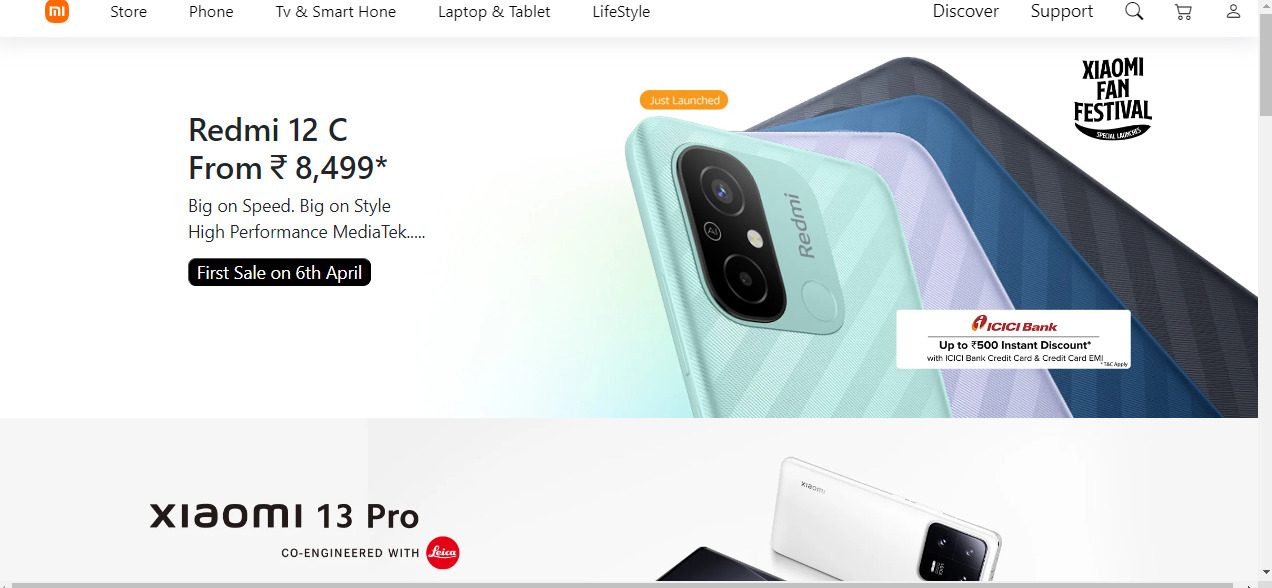 mi
Store Phone Tv & Smart Hone Laptop & Tablet LifeStyle Discover Support
XIAOMI
FAN
FESTIVAL
SPECIAL LAUNCHES
Just Launched
Redmi 12 C
From ₹ 8,499*
Big on Speed. Big on Style
High Performance MediaTek.....
First Sale on 6th April
AI
Redmi
ICICI Bank
Up to ₹500 Instant Discount*
with ICICI Bank Credit Card & Credit Card EMI
*T&C Apply
xiaomi
XIAOMI 13 Pro
CO-ENGINEERED WITH Leica